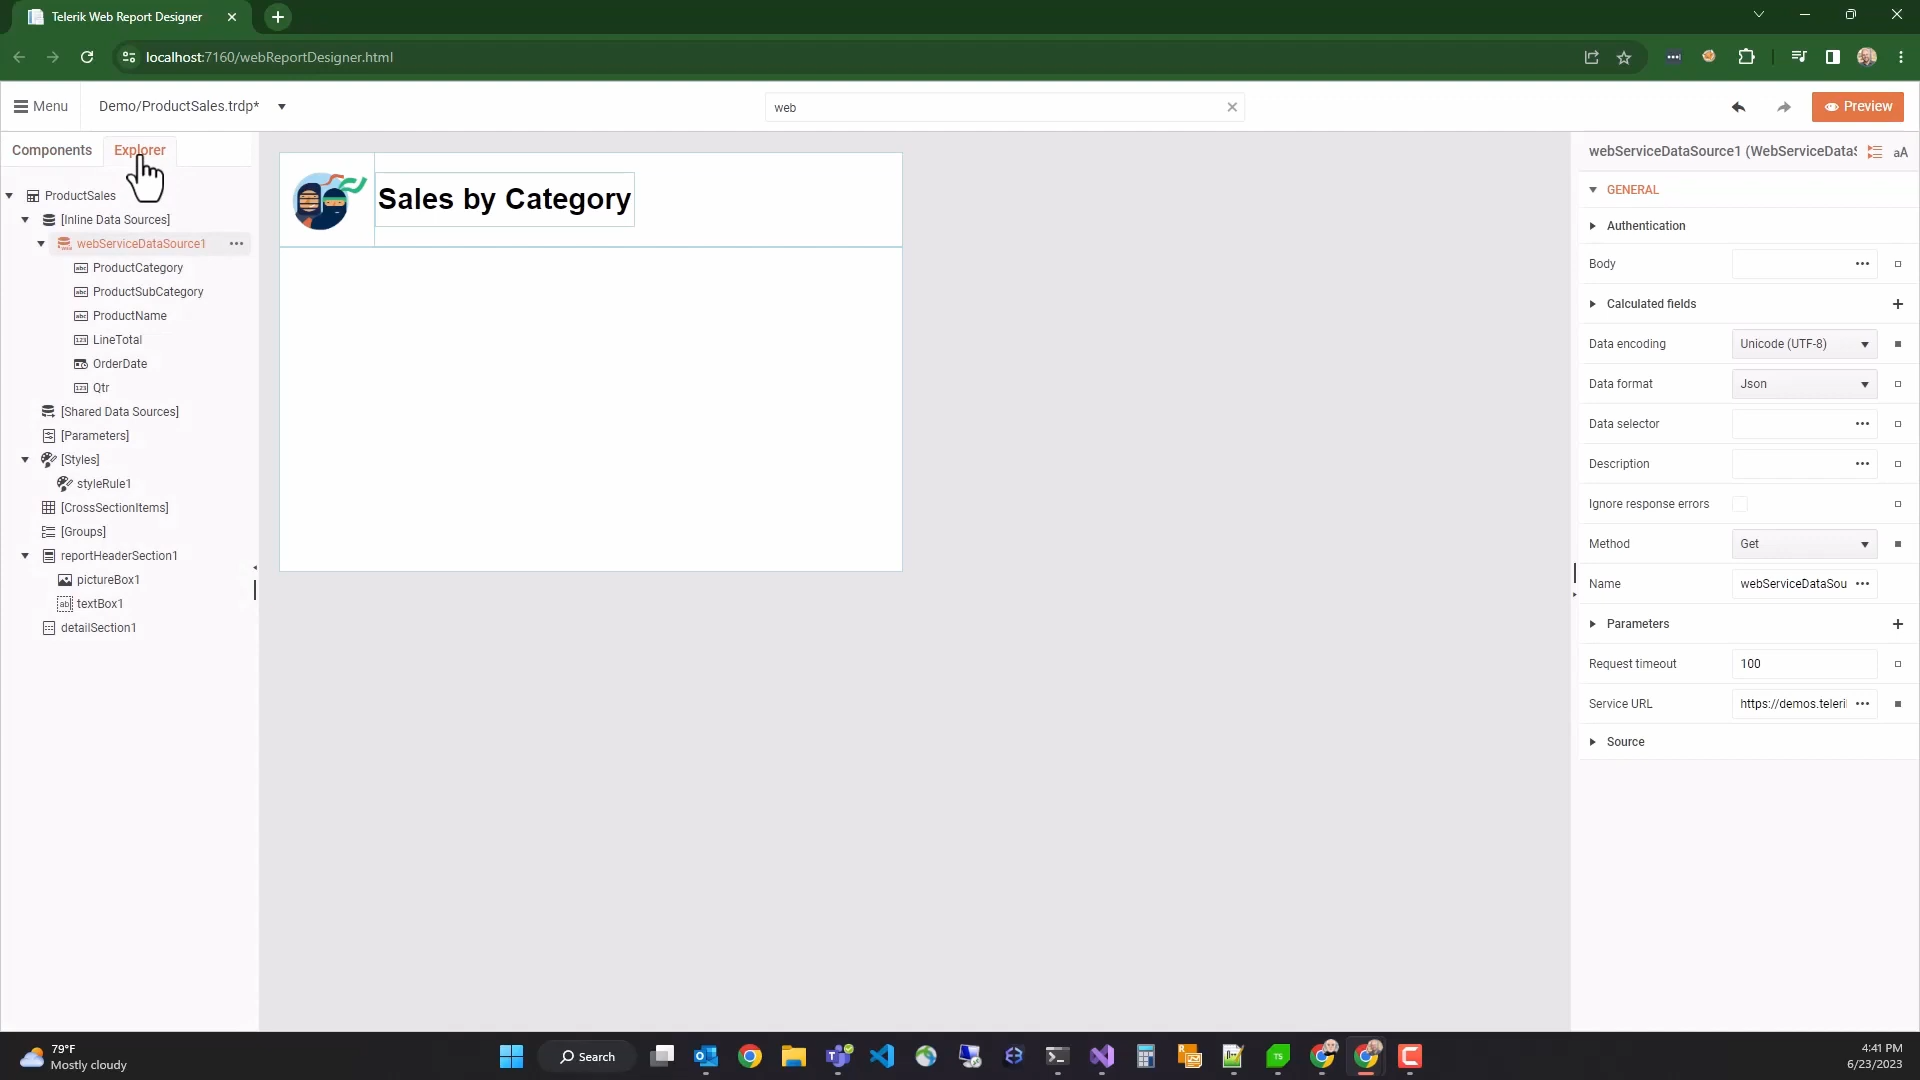 Telerik Web Report Designer
localhost:7160/webReportDesigner.html
Menu
Demo/ProductSales.trdp*
web
Preview
Components
Explorer
ProductSales
[Inline Data Sources]
webServiceDataSource1
ProductCategory
ProductSubCategory
ProductName
LineTotal
OrderDate
Qtr
[Shared Data Sources]
[Parameters]
[Styles]
styleRule1
[CrossSectionItems]
[Groups]
reportHeaderSection1
pictureBox1
textBox1
detailSection1
Sales by Category
webServiceDataSource1 (WebServiceDataS
aA
GENERAL
Authentication
Body
Calculated fields
Data encoding
Unicode (UTF-8)
Data format
Json
Data selector
Description
Ignore response errors
Method
Get
Name
webServiceDataSou
Parameters
Request timeout
100
Service URL
https://demos.teleri
Source
79°F
Mostly cloudy
Search
4:41 PM
6/23/2023